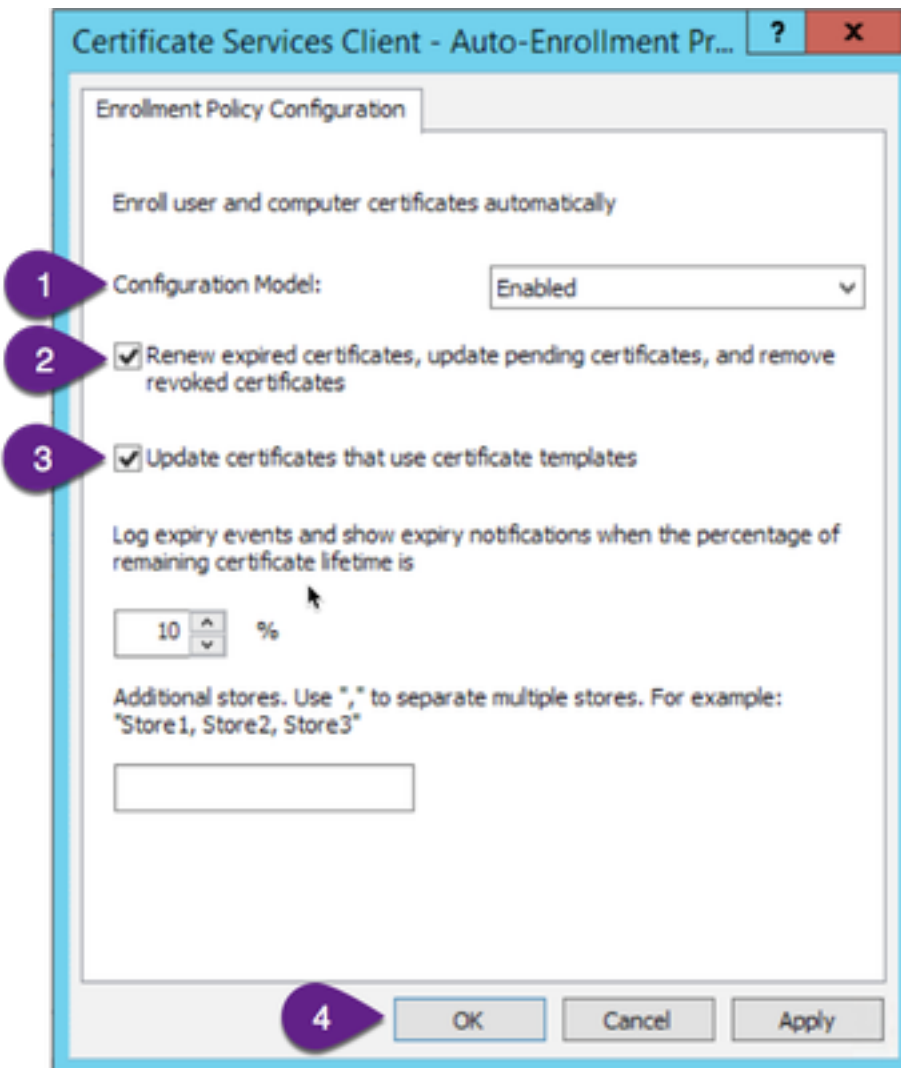 Certificate Services Client - Auto-Enrollment Pr... ? x
Enrollment Policy Configuration
Enroll user and computer certificates automatically
1 Configuration Model: Enabled
2 Renew expired certificates, update pending certificates, and remove
revoked certificates
3 Update certificates that use certificate templates
Log expiry events and show expiry notifications when the percentage of
remaining certificate lifetime is
10 %
Additional stores. Use "," to separate multiple stores. For example:
"Store1, Store2, Store3"
4 OK Cancel Apply